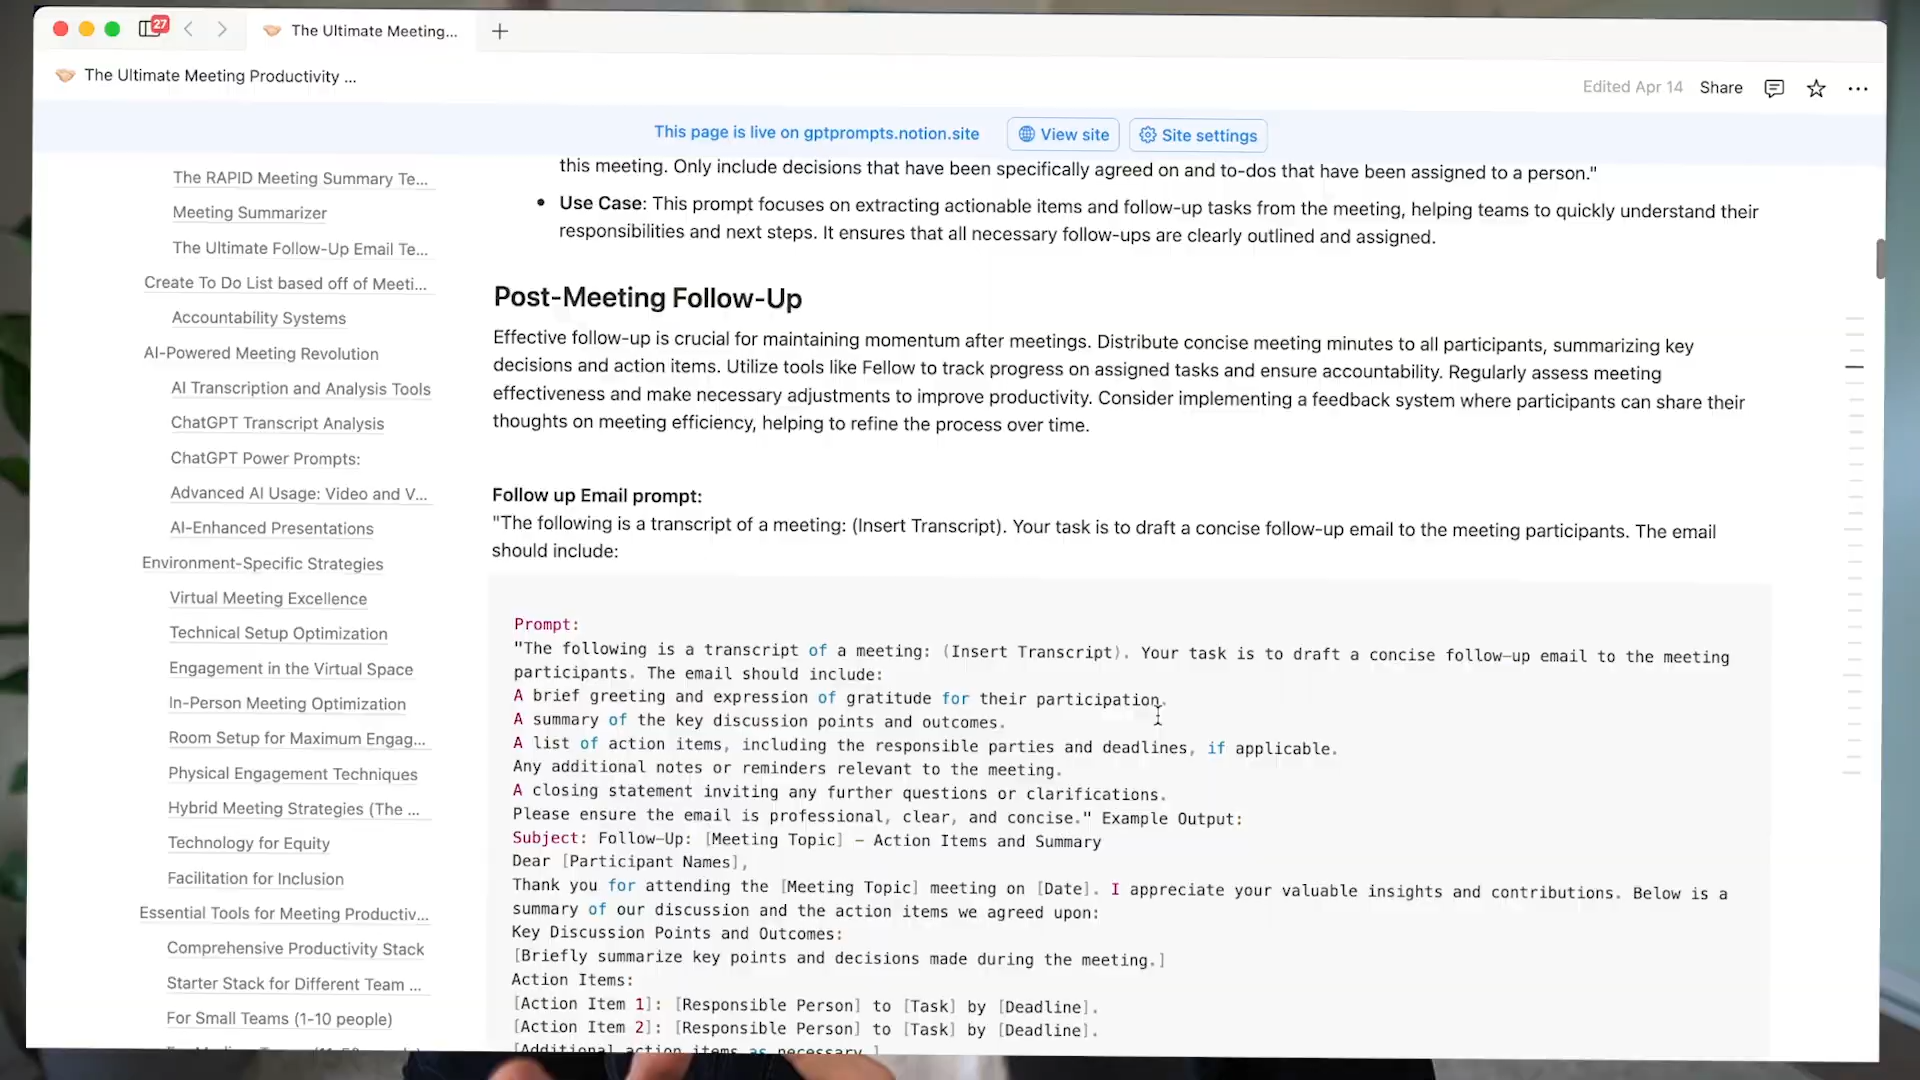 27
The Ultimate Meeting...
The Ultimate Meeting Productivity ...
Edited Apr 14
Share
This page is live on gptprompts.notion.site
View site
Site settings
The RAPID Meeting Summary Te...
Meeting Summarizer
The Ultimate Follow-Up Email Te...
Create To Do List based off of Meeti...
Accountability Systems
AI-Powered Meeting Revolution
AI Transcription and Analysis Tools
ChatGPT Transcript Analysis
ChatGPT Power Prompts:
Advanced AI Usage: Video and V...
AI-Enhanced Presentations
Environment-Specific Strategies
Virtual Meeting Excellence
Technical Setup Optimization
Engagement in the Virtual Space
In-Person Meeting Optimization
Room Setup for Maximum Engag...
Physical Engagement Techniques
Hybrid Meeting Strategies (The ...
Technology for Equity
Facilitation for Inclusion
Essential Tools for Meeting Productiv...
Comprehensive Productivity Stack
Starter Stack for Different Team ...
For Small Teams (1-10 people)
this meeting. Only include decisions that have been specifically agreed on and to-dos that have been assigned to a person."
• Use Case: This prompt focuses on extracting actionable items and follow-up tasks from the meeting, helping teams to quickly understand their
responsibilities and next steps. It ensures that all necessary follow-ups are clearly outlined and assigned.
Post-Meeting Follow-Up
Effective follow-up is crucial for maintaining momentum after meetings. Distribute concise meeting minutes to all participants, summarizing key
decisions and action items. Utilize tools like Fellow to track progress on assigned tasks and ensure accountability. Regularly assess meeting
effectiveness and make necessary adjustments to improve productivity. Consider implementing a feedback system where participants can share their
thoughts on meeting efficiency, helping to refine the process over time.
Follow up Email prompt:
"The following is a transcript of a meeting: (Insert Transcript). Your task is to draft a concise follow-up email to the meeting participants. The email
should include:
Prompt:
"The following is a transcript of a meeting: (Insert Transcript). Your task is to draft a concise follow-up email to the meeting
participants. The email should include:
A brief greeting and expression of gratitude for their participation.
A summary of the key discussion points and outcomes.
A list of action items, including the responsible parties and deadlines, if applicable.
Any additional notes or reminders relevant to the meeting.
A closing statement inviting any further questions or clarifications.
Please ensure the email is professional, clear, and concise." Example Output:
Subject: Follow-Up: [Meeting Topic] – Action Items and Summary
Dear [Participant Names],
Thank you for attending the [Meeting Topic] meeting on [Date]. I appreciate your valuable insights and contributions. Below is a
summary of our discussion and the action items we agreed upon:
Key Discussion Points and Outcomes:
[Briefly summarize key points and decisions made during the meeting.]
Action Items:
[Action Item 1]: [Responsible Person] to [Task] by [Deadline].
[Action Item 2]: [Responsible Person] to [Task] by [Deadline].
[Additional action items as necessary.]